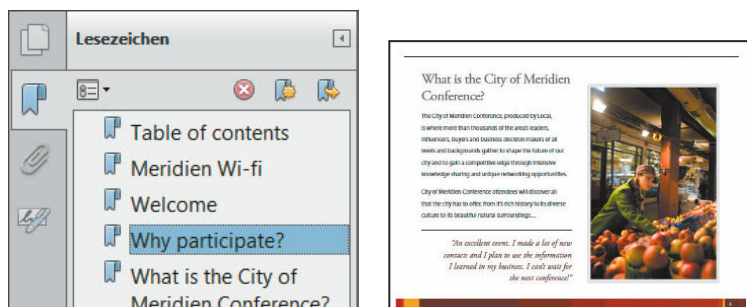 Lesezeichen
Table of contents
Meridien Wi-fi
Welcome
Why participate?
What is the City of
Meridien Conference?
What is the City of Meridien
Conference?
The City of Meridien Conference, produced by Local,
is where more than thousands of the areas leaders,
influencers, buyers and business decision makers of all
levels and backgrounds gather to shape the future of our
city and to gain a competitive edge through intensive
knowledge sharing and unique networking opportunities.
City of Meridien Conference attendees will discover all
that the city has to offer, from it's rich history to its diverse
culture to its beautiful natural surroundings....
"An excellent event. I made a lot of new
contacts and I plan to use the information
I learned in my business. I can't wait for
the next conference!"